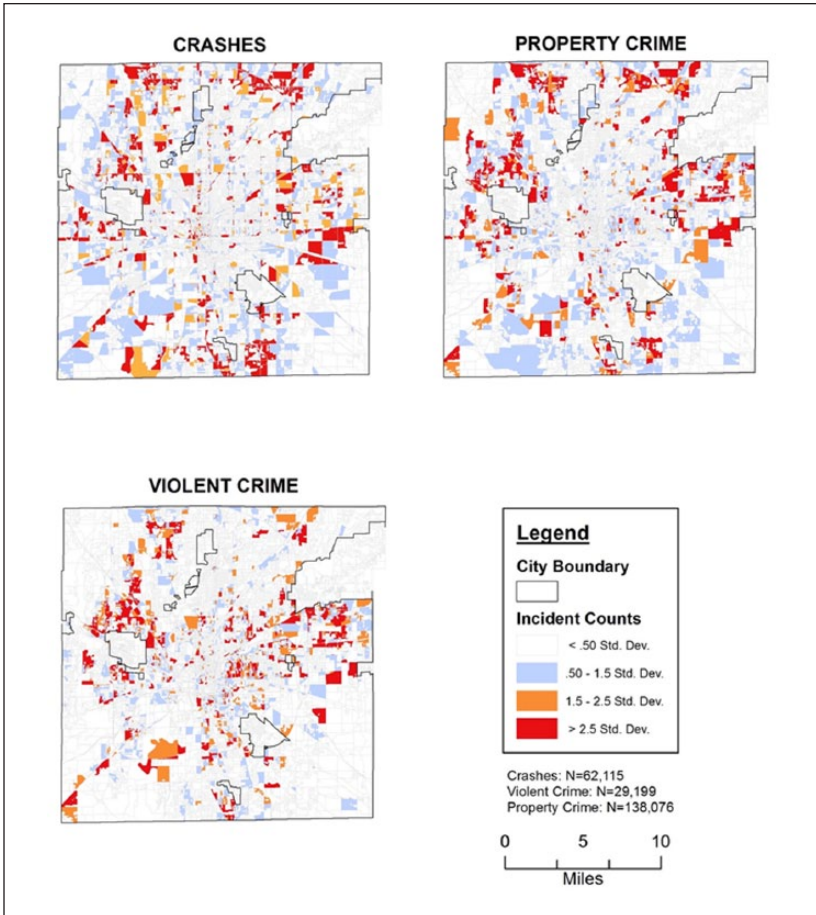 CRASHES
PROPERTY CRIME
VIOLENT CRIME
Legend
City Boundary
Incident Counts
< .50 Std. Dev.
.50 - 1.5 Std. Dev.
1.5 - 2.5 Std. Dev.
> 2.5 Std. Dev.
Crashes: N=62,115
Violent Crime: N=29,199
Property Crime: N=138,076
0 5 10
Miles